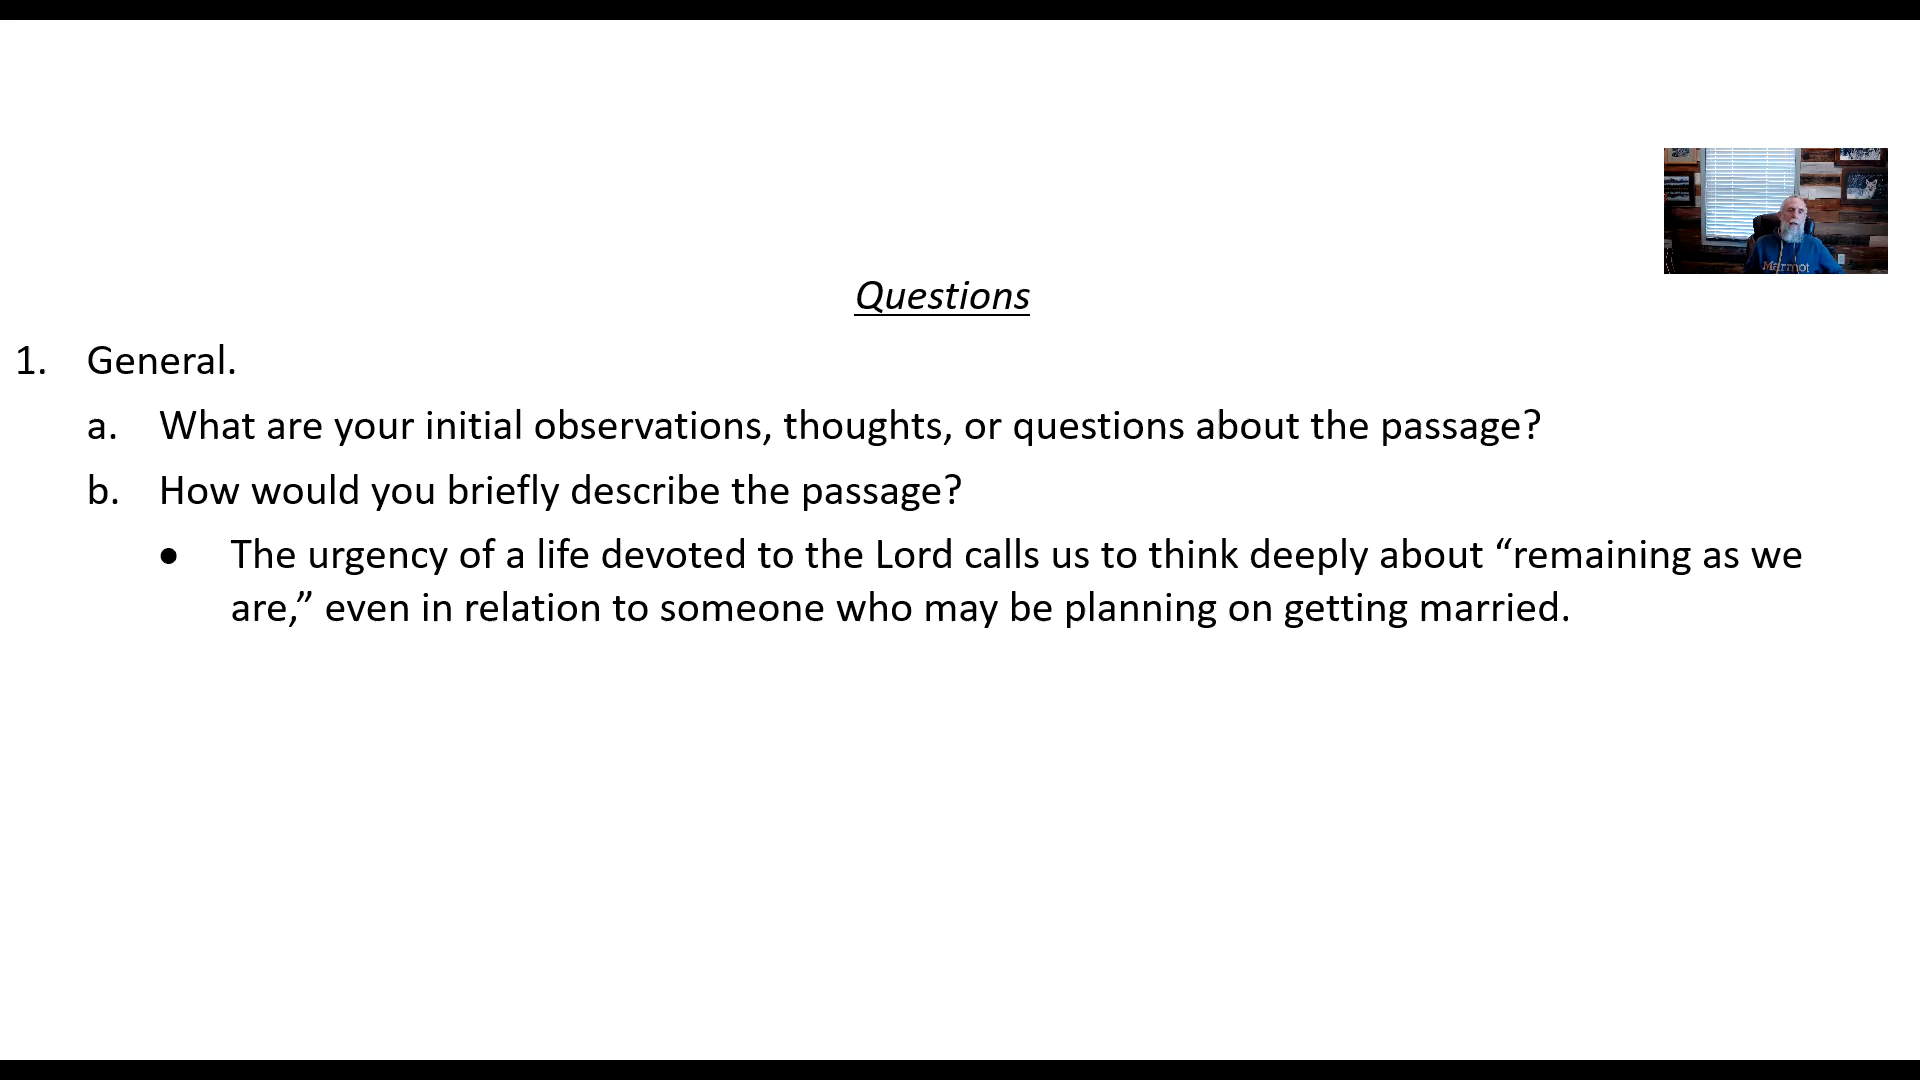 Questions
1. General.
a. What are your initial observations, thoughts, or questions about the passage?
b. How would you briefly describe the passage?
• The urgency of a life devoted to the Lord calls us to think deeply about “remaining as we
are,” even in relation to someone who may be planning on getting married.
Marmot